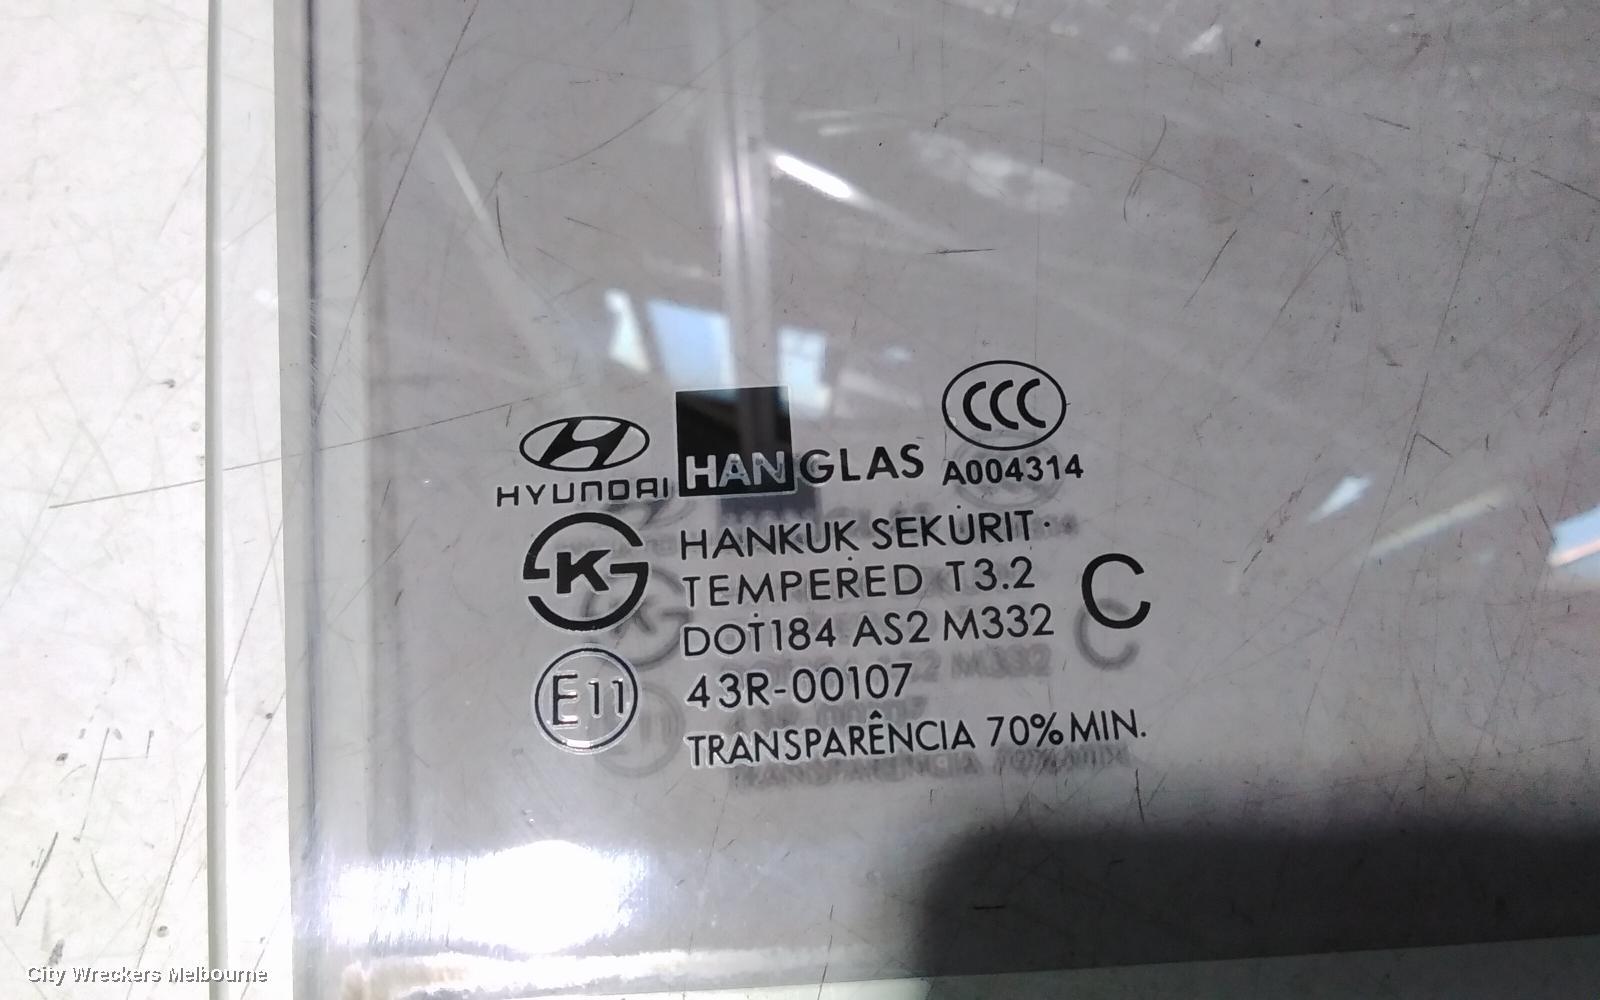 HYUNDAI HANGLAS CCC
A004314
HANKUK SEKURIT
K TEMPERED T3.2 C
DOT184 AS2 M332
E11 43R-00107
TRANSPARÊNCIA 70% MIN.
City Wreckers Melbourne